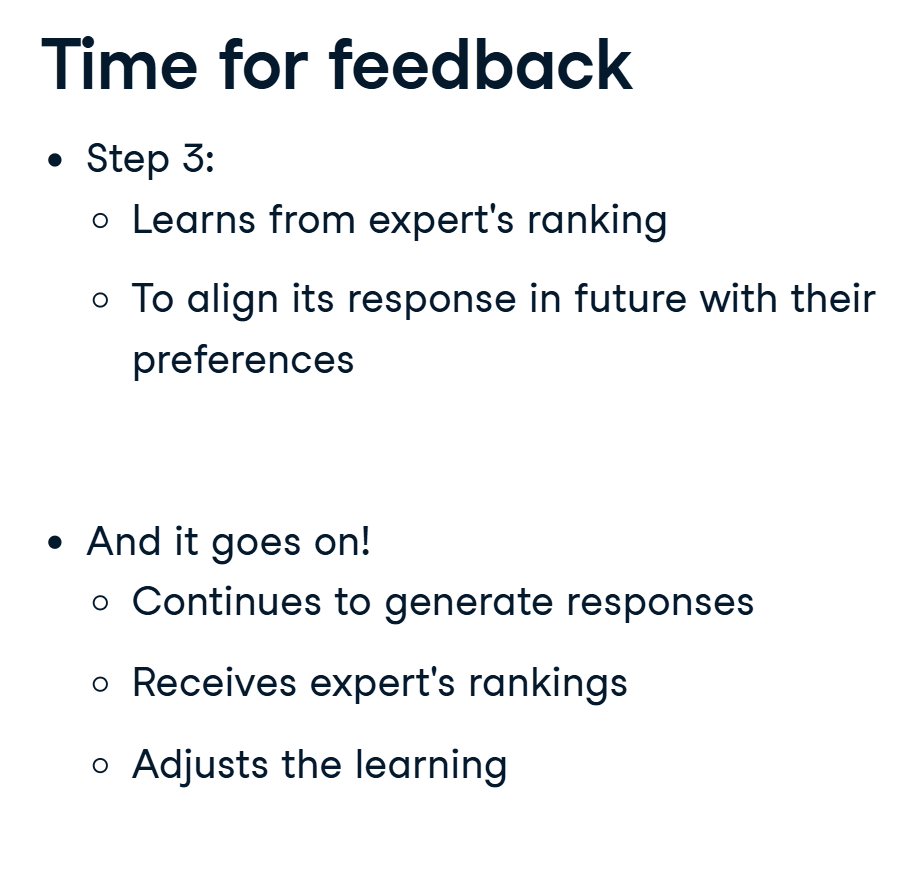 Time for feedback
• Step 3:
○ Learns from expert's ranking
○ To align its response in future with their
preferences
• And it goes on!
○ Continues to generate responses
○ Receives expert's rankings
○ Adjusts the learning